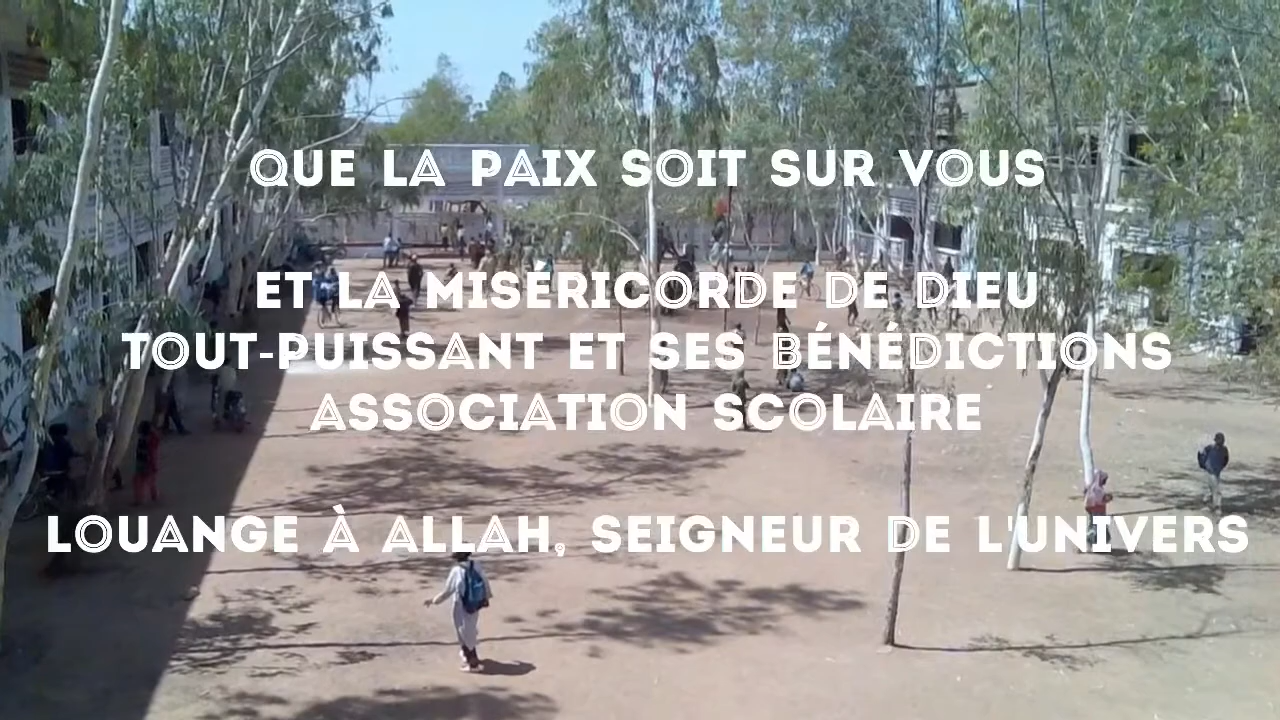 QUE LA PAIX SOIT SUR VOUS
ET LA MISÉRICORDE DE DIEU
TOUT-PUISSANT ET SES BÉNÉDICTIONS
ASSOCIATION SCOLAIRE
LOUANGE À ALLAH, SEIGNEUR DE L'UNIVERS